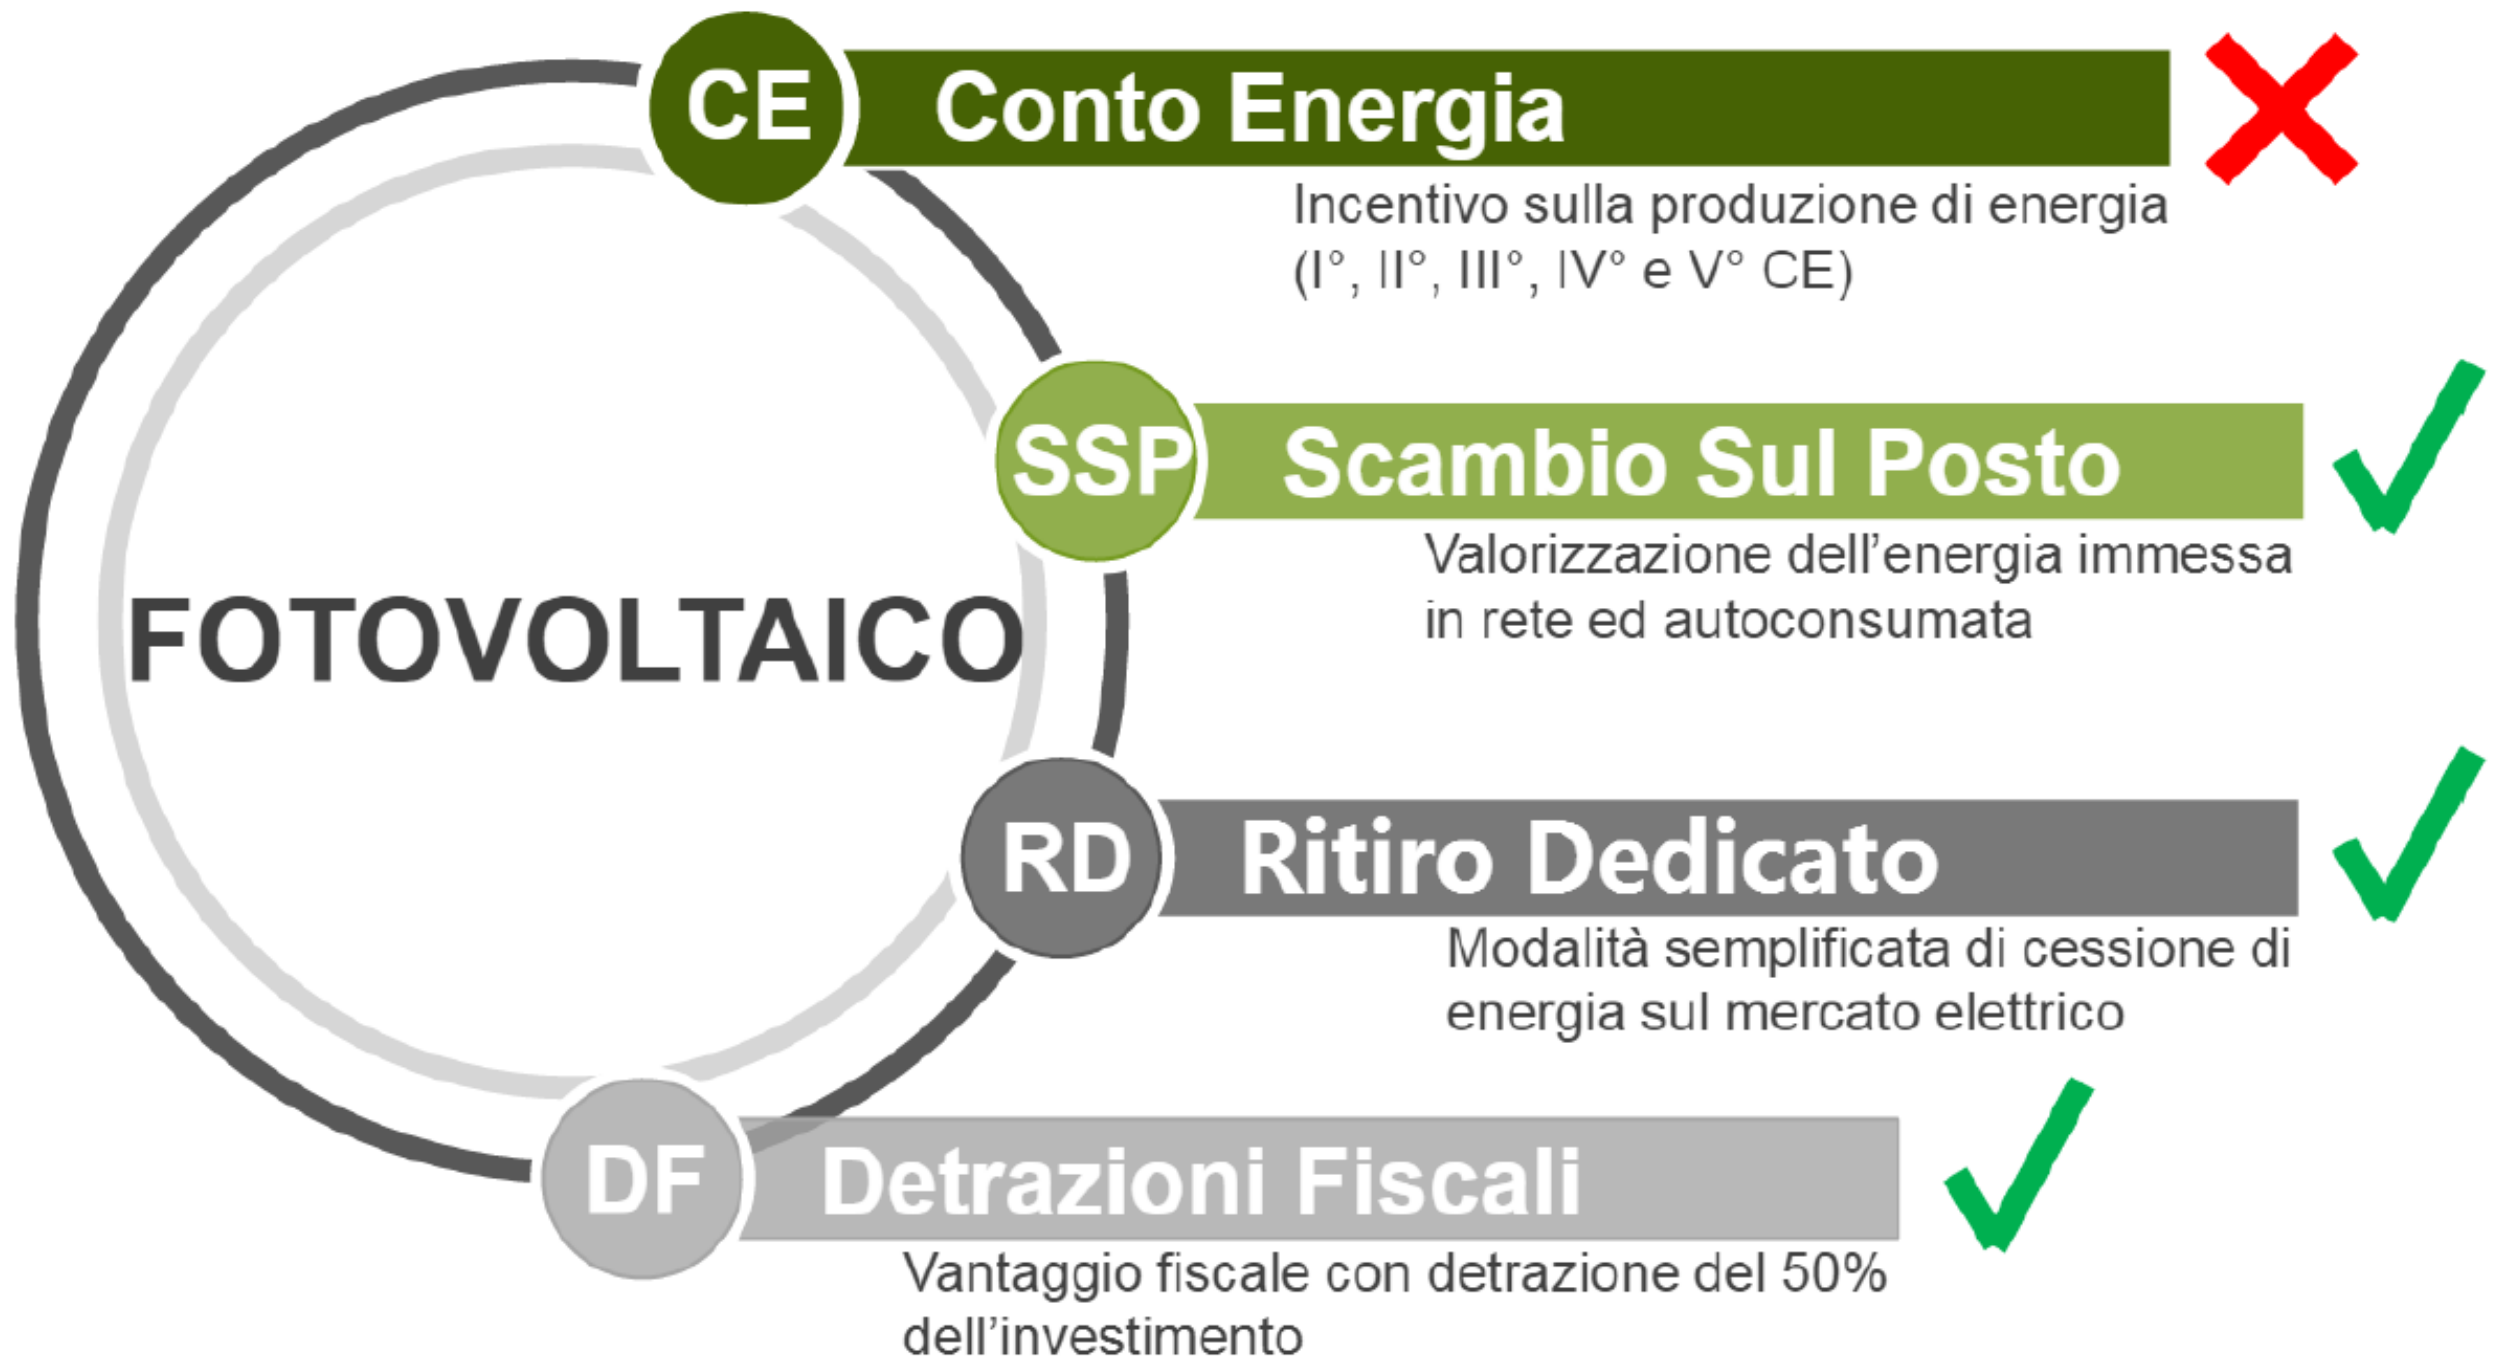 CE Conto Energia
Incentivo sulla produzione di energia
(I°, II°, III°, IV° e V° CE)
SSP Scambio Sul Posto
Valorizzazione dell’energia immessa
in rete ed autoconsumata
FOTOVOLTAICO
RD Ritiro Dedicato
Modalità semplificata di cessione di
energia sul mercato elettrico
DF Detrazioni Fiscali
Vantaggio fiscale con detrazione del 50%
dell’investimento